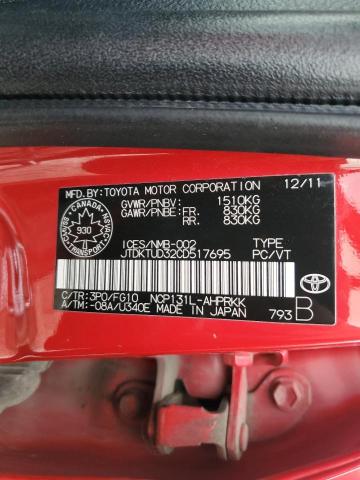 MFD.BY:TOYOTA MOTOR CORPORATION 12/11
GVWR/PNBV: 1510KG
GAWR/PNBE:FR 830KG
RR. 830KG
CANADA
930
ICES/NMB-002 TYPE
JTDKTUD32CD517695 PC/VT
C/TR:3P0/FG10 NCP131L-AHPRKK
A/TM:-08A/U340E MADE IN JAPAN 793 B